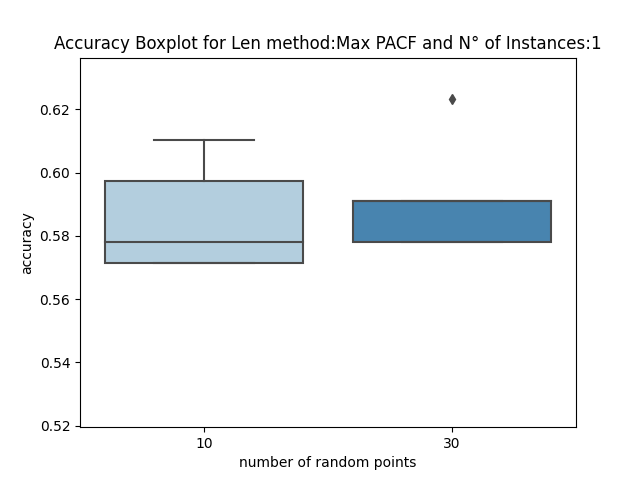 Accuracy Boxplot for Len method:Max PACF and N° of Instances:1
0.62
0.60
0.58
0.56
0.54
0.52
accuracy
10 30
number of random points